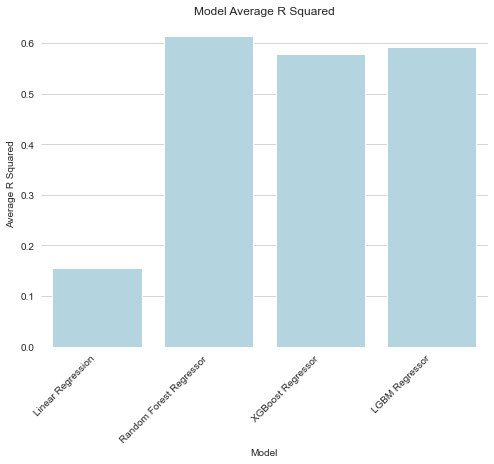 Model Average R Squared
Average R Squared
0.6
0.5
0.4
0.3
0.2
0.1
0.0
Linear Regression
Random Forest Regressor
XGBoost Regressor
LGBM Regressor
Model